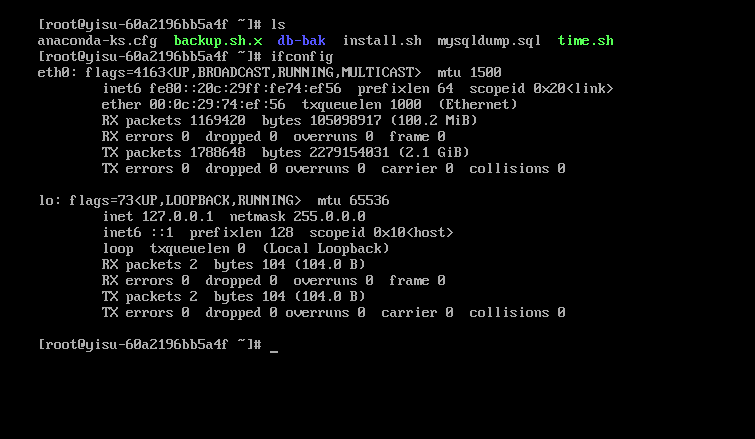 [root@yisu-60a2196bb5a4f ~]# ls
anaconda-ks.cfg  backup.sh.x  db-bak  install.sh  mysqldump.sql  time.sh
[root@yisu-60a2196bb5a4f ~]# ifconfig
eth0: flags=4163<UP,BROADCAST,RUNNING,MULTICAST>  mtu 1500
        inet6 fe80::20c:29ff:fe74:ef56  prefixlen 64  scopeid 0x20<link>
        ether 00:0c:29:74:ef:56  txqueuelen 1000  (Ethernet)
        RX packets 1169420  bytes 105098917 (100.2 MiB)
        RX errors 0  dropped 0  overruns 0  frame 0
        TX packets 1788648  bytes 2279154031 (2.1 GiB)
        TX errors 0  dropped 0 overruns 0  carrier 0  collisions 0

lo: flags=73<UP,LOOPBACK,RUNNING>  mtu 65536
        inet 127.0.0.1  netmask 255.0.0.0
        inet6 ::1  prefixlen 128  scopeid 0x10<host>
        loop  txqueuelen 0  (Local Loopback)
        RX packets 2  bytes 104 (104.0 B)
        RX errors 0  dropped 0  overruns 0  frame 0
        TX packets 2  bytes 104 (104.0 B)
        TX errors 0  dropped 0 overruns 0  carrier 0  collisions 0

[root@yisu-60a2196bb5a4f ~]# _